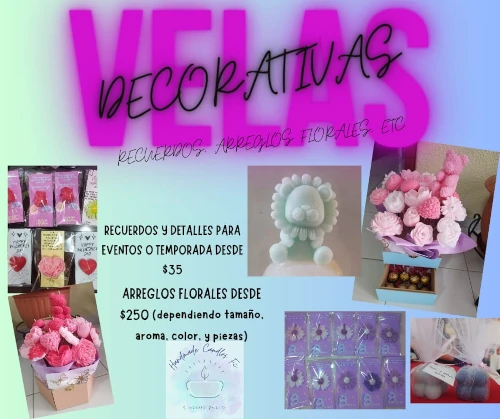 VELAS
DECORATIVAS
RECUERDOS, ARREGLOS FLORALES, ETC
RECUERDOS Y DETALLES PARA
EVENTOS O TEMPORADA DESDE
$35
ARREGLOS FLORALES DESDE
$250 (dependiendo tamaño,
aroma, color, y piezas)
Handmade Candles